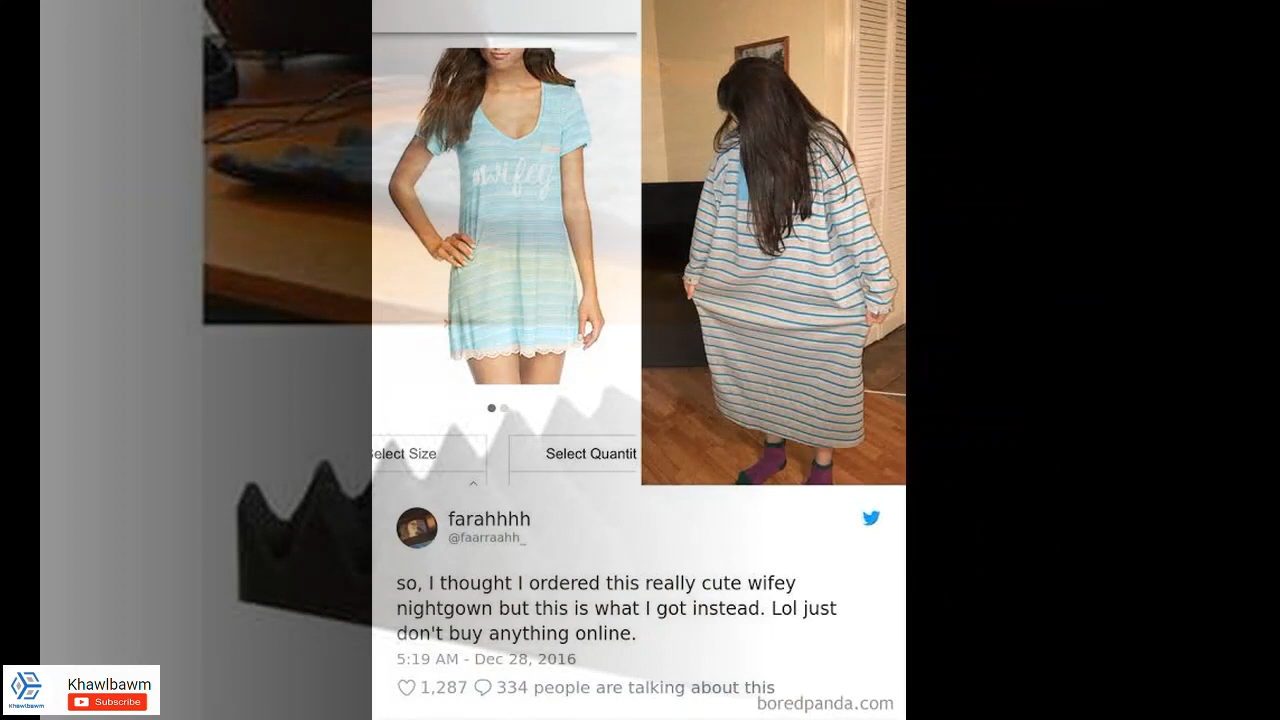 #wifey
Select Size
Select Quantit
farahhhh
@faarraahh_
so, I thought I ordered this really cute wifey
nightgown but this is what I got instead. Lol just
don't buy anything online.
5:19 AM - Dec 28, 2016
1,287 334 people are talking about this
boredpanda.com
Khawlbawm
Subscribe
Khawlbawm